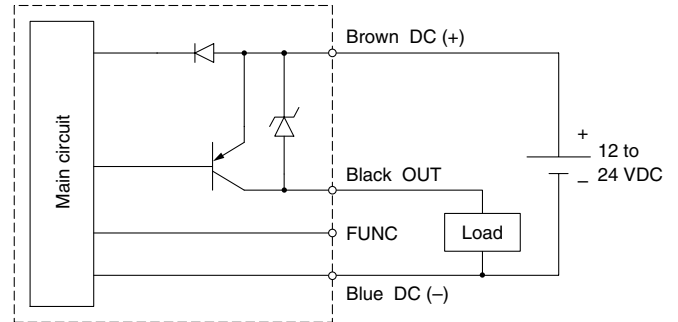 Main circuit
Brown DC (+)
Black OUT
FUNC
Blue DC (–)
Load
+
12 to
– 24 VDC